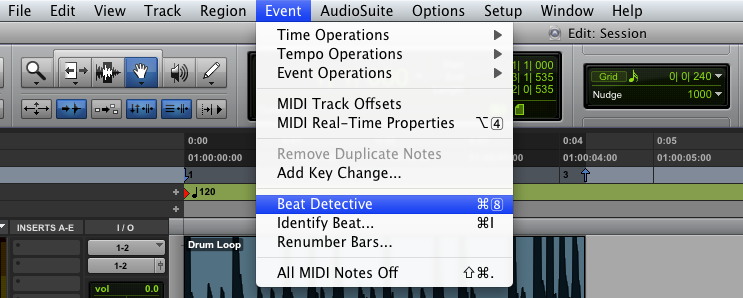 File Edit View Track Region Event AudioSuite Options Setup Window Help
Edit: Session
Time Operations
Tempo Operations
Event Operations
MIDI Track Offsets
MIDI Real-Time Properties ⌥4
Remove Duplicate Notes
Add Key Change...
Beat Detective ⌘8
Identify Beat... ⌘I
Renumber Bars...
All MIDI Notes Off ⇧⌘.
1| 1| 000
3| 1| 535
2| 0| 535
Grid 0| 0| 240
Nudge 1000
0:00 0:04 0:05
01:00:00:00 01:00:04:00 01:00:05:00
1 3
120
INSERTS A-E I / O
1-2
1-2
vol 0.0
Drum Loop